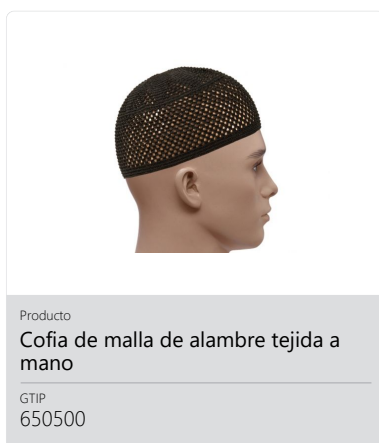 Producto
Cofia de malla de alambre tejida a
mano
GTIP
650500